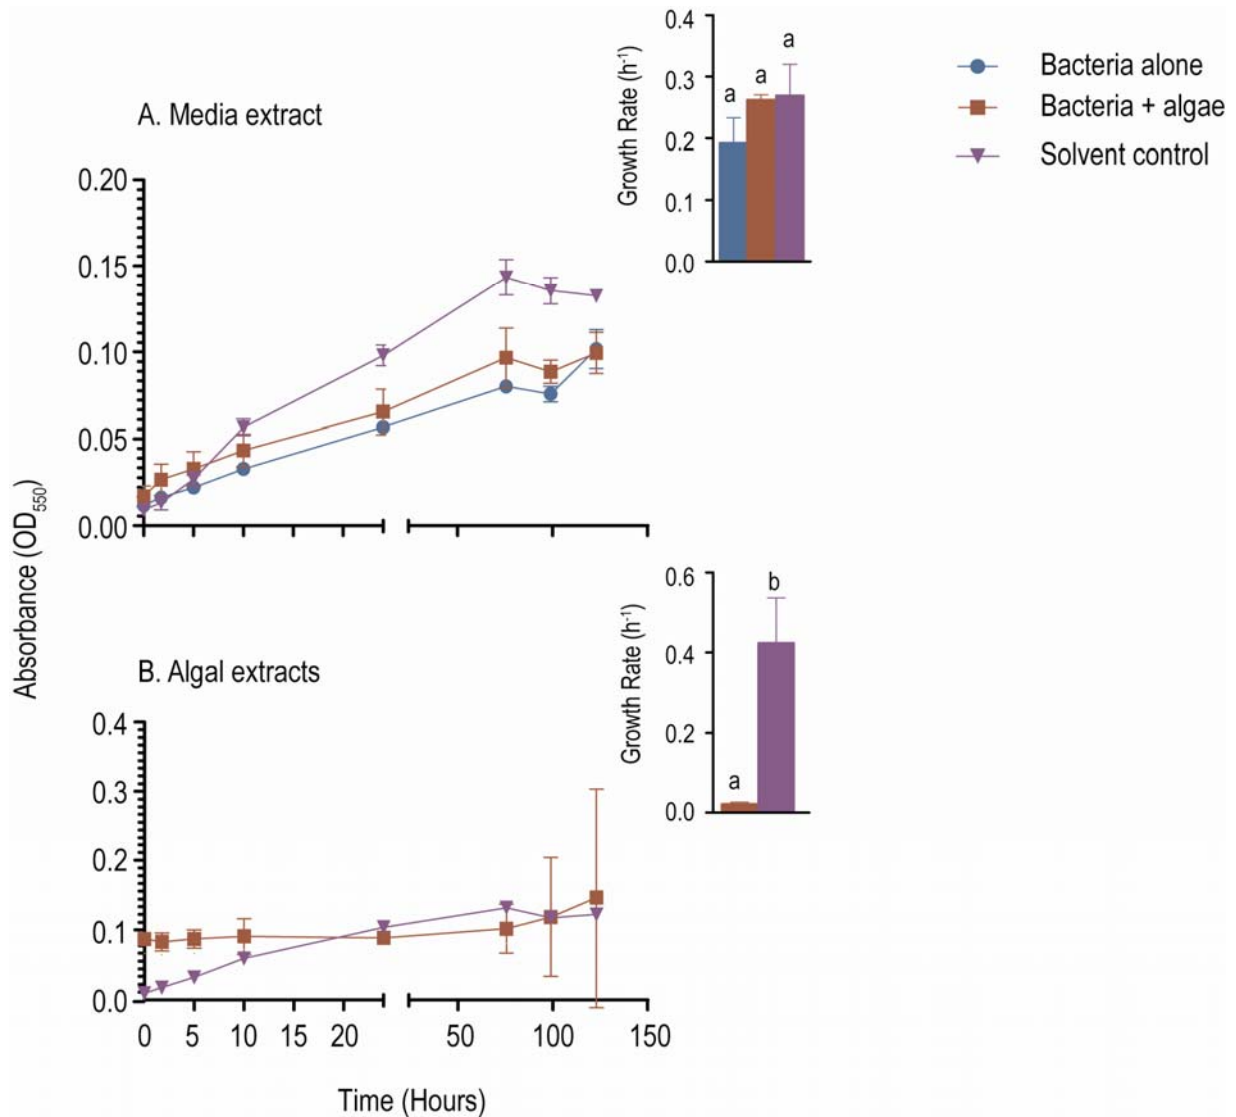 A. Media extract
0.20
0.15
0.10
0.05
0.00
Growth Rate (h-1)
0.4
0.3
0.2
0.1
0.0
a
a
a
Bacteria alone
Bacteria + algae
Solvent control
Absorbance (OD550)
B. Algal extracts
0.4
0.3
0.2
0.1
0.0
0 5 10 15 20 50 100 150
Time (Hours)
Growth Rate (h-1)
0.6
0.4
0.2
0.0
a
b